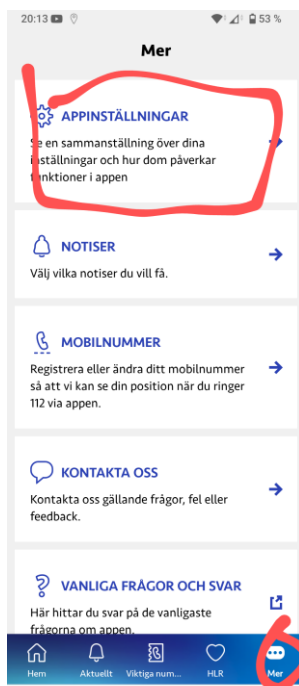 20:13 53 %
Mer
APPINSTÄLLNINGAR
Se en sammanställning över dina
inställningar och hur dom påverkar
funktioner i appen
NOTISER
Välj vilka notiser du vill få.
MOBILNUMMER
Registrera eller ändra ditt mobilnummer
så att vi kan se din position när du ringer
112 via appen.
KONTAKTA OSS
Kontakta oss gällande frågor, fel eller
feedback.
VANLIGA FRÅGOR OCH SVAR
Här hittar du svar på de vanligaste
frågorna om appen.
Hem Aktuellt Viktiga num... HLR Mer